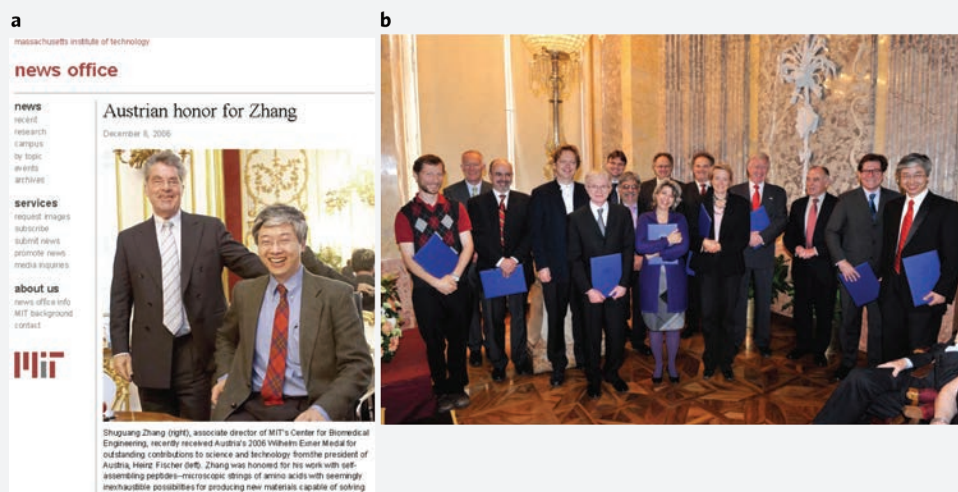 a
b
massachusetts institute of technology
news office
news
recent
research
campus
by topic
events
archives
services
request images
subscribe
submit news
promote news
media inquiries
about us
news office info
MIT background
contact
MIT
Austrian honor for Zhang
December 8, 2006
Shuguang Zhang (right), associate director of MIT's Center for Biomedical
Engineering, recently received Austria's 2006 Wilhelm Exner Medal for
outstanding contributions to science and technology fromthe president of
Austria, Heinz Fischer (left). Zhang was honored for his work with self-
assembling peptides--microscopic strings of amino acids with seemingly
inexhaustible possibilities for producing new materials capable of solving